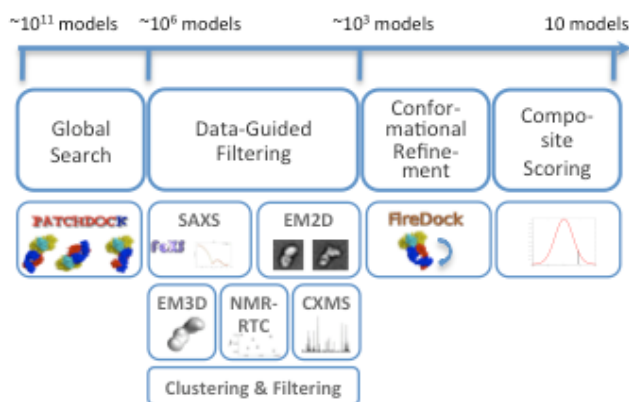 ~10¹¹ models ~10⁶ models ~10³ models 10 models
Global
Search
Data-Guided
Filtering
Confor-
mational
Refine-
ment
Compo-
site
Scoring
PATCHDOCK
SAXS
FoXS
EM2D
FireDock
EM3D
NMR-
RTC
CXMS
Clustering & Filtering